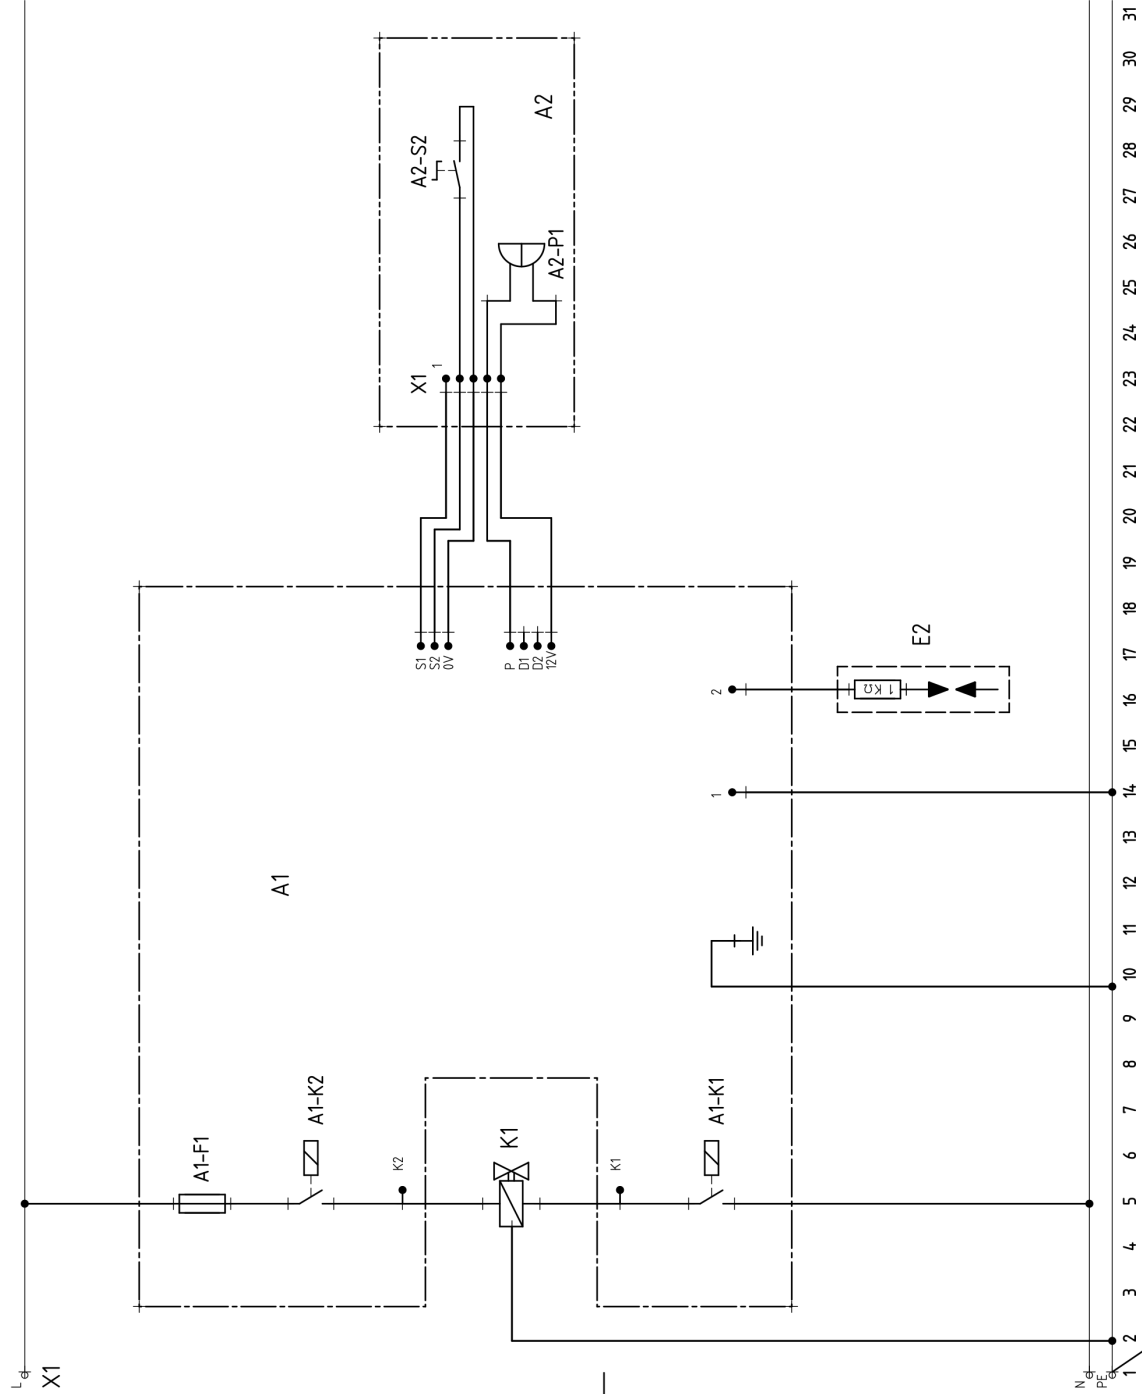 L
X1
A1-F1
A1-K2
K2
K1
K1
A1-K1
A1
S1
S2
0V
P
D1
D2
12V
X1
1
A2-S2
A2-P1
A2
1
2
1 KΩ
E2
N
PE
1 2 3 4 5 6 7 8 9 10 11 12 13 14 15 16 17 18 19 20 21 22 23 24 25 26 27 28 29 30 31